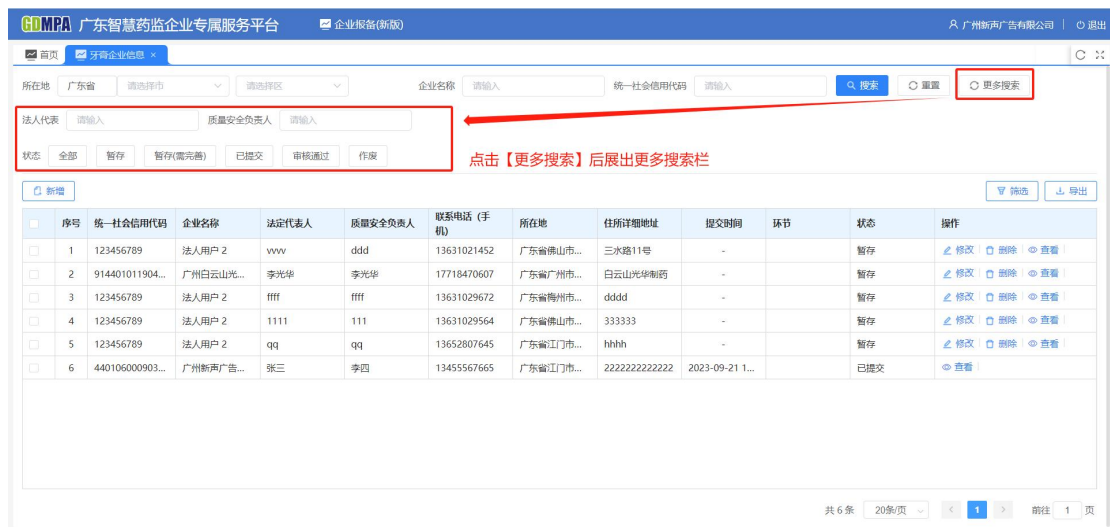 GDMPA 广东智慧药监企业专属服务平台 企业报备(新版) 广州新声广告有限公司 退出
首页 牙膏企业信息 ×
所在地 广东省 请选择市 请选择区 企业名称 请输入 统一社会信用代码 请输入 搜索 重置 更多搜索
法人代表 请输入 质量安全负责人 请输入
状态 全部 暂存 暂存(需完善) 已提交 审核通过 作废
点击【更多搜索】后展出更多搜索栏
新增 筛选 导出
序号 统一社会信用代码 企业名称 法定代表人 质量安全负责人 联系电话 (手机) 所在地 住所详细地址 提交时间 环节 状态 操作
1 123456789 法人用户 2 vvvv ddd 13631021452 广东省佛山市... 三水路11号 - 暂存 修改 删除 查看
2 914401011904... 广州白云山光... 李光华 李光华 17718470607 广东省广州市... 白云山光华制药 - 暂存 修改 删除 查看
3 123456789 法人用户 2 ffff ffff 13631029672 广东省梅州市... dddd - 暂存 修改 删除 查看
4 123456789 法人用户 2 1111 111 13631029564 广东省佛山市... 333333 - 暂存 修改 删除 查看
5 123456789 法人用户 2 qq qq 13652807645 广东省江门市... hhhh - 暂存 修改 删除 查看
6 440106000903... 广州新声广告... 张三 李四 13455567665 广东省江门市... 2222222222222 2023-09-21 1... 已提交 查看
共 6 条 20条/页 < 1 > 前往 1 页